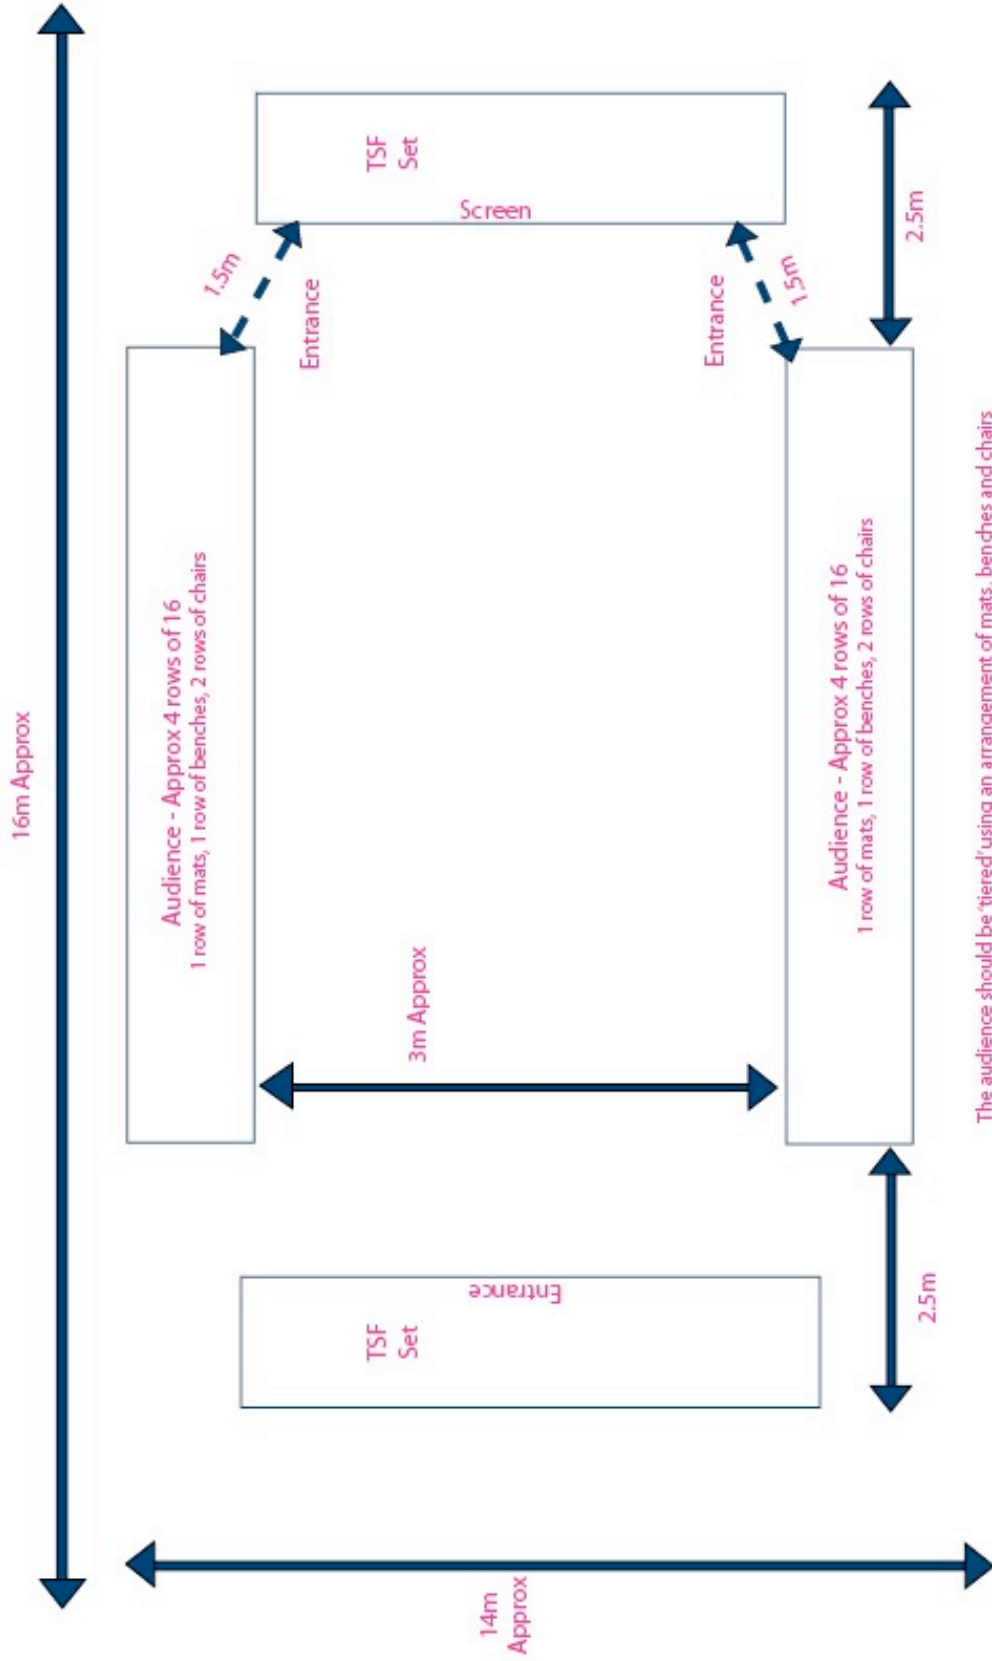 16m Approx
Audience - Approx 4 rows of 16
1 row of mats, 1 row of benches, 2 rows of chairs
TSF
Set
Entrance
3m Approx
1.5m
Entrance
Screen
TSF
Set
Entrance
1.5m
Audience - Approx 4 rows of 16
1 row of mats, 1 row of benches, 2 rows of chairs
2.5m
2.5m
14m
Approx
The audience should be 'tiered' using an arrangement of mats, benches and chairs